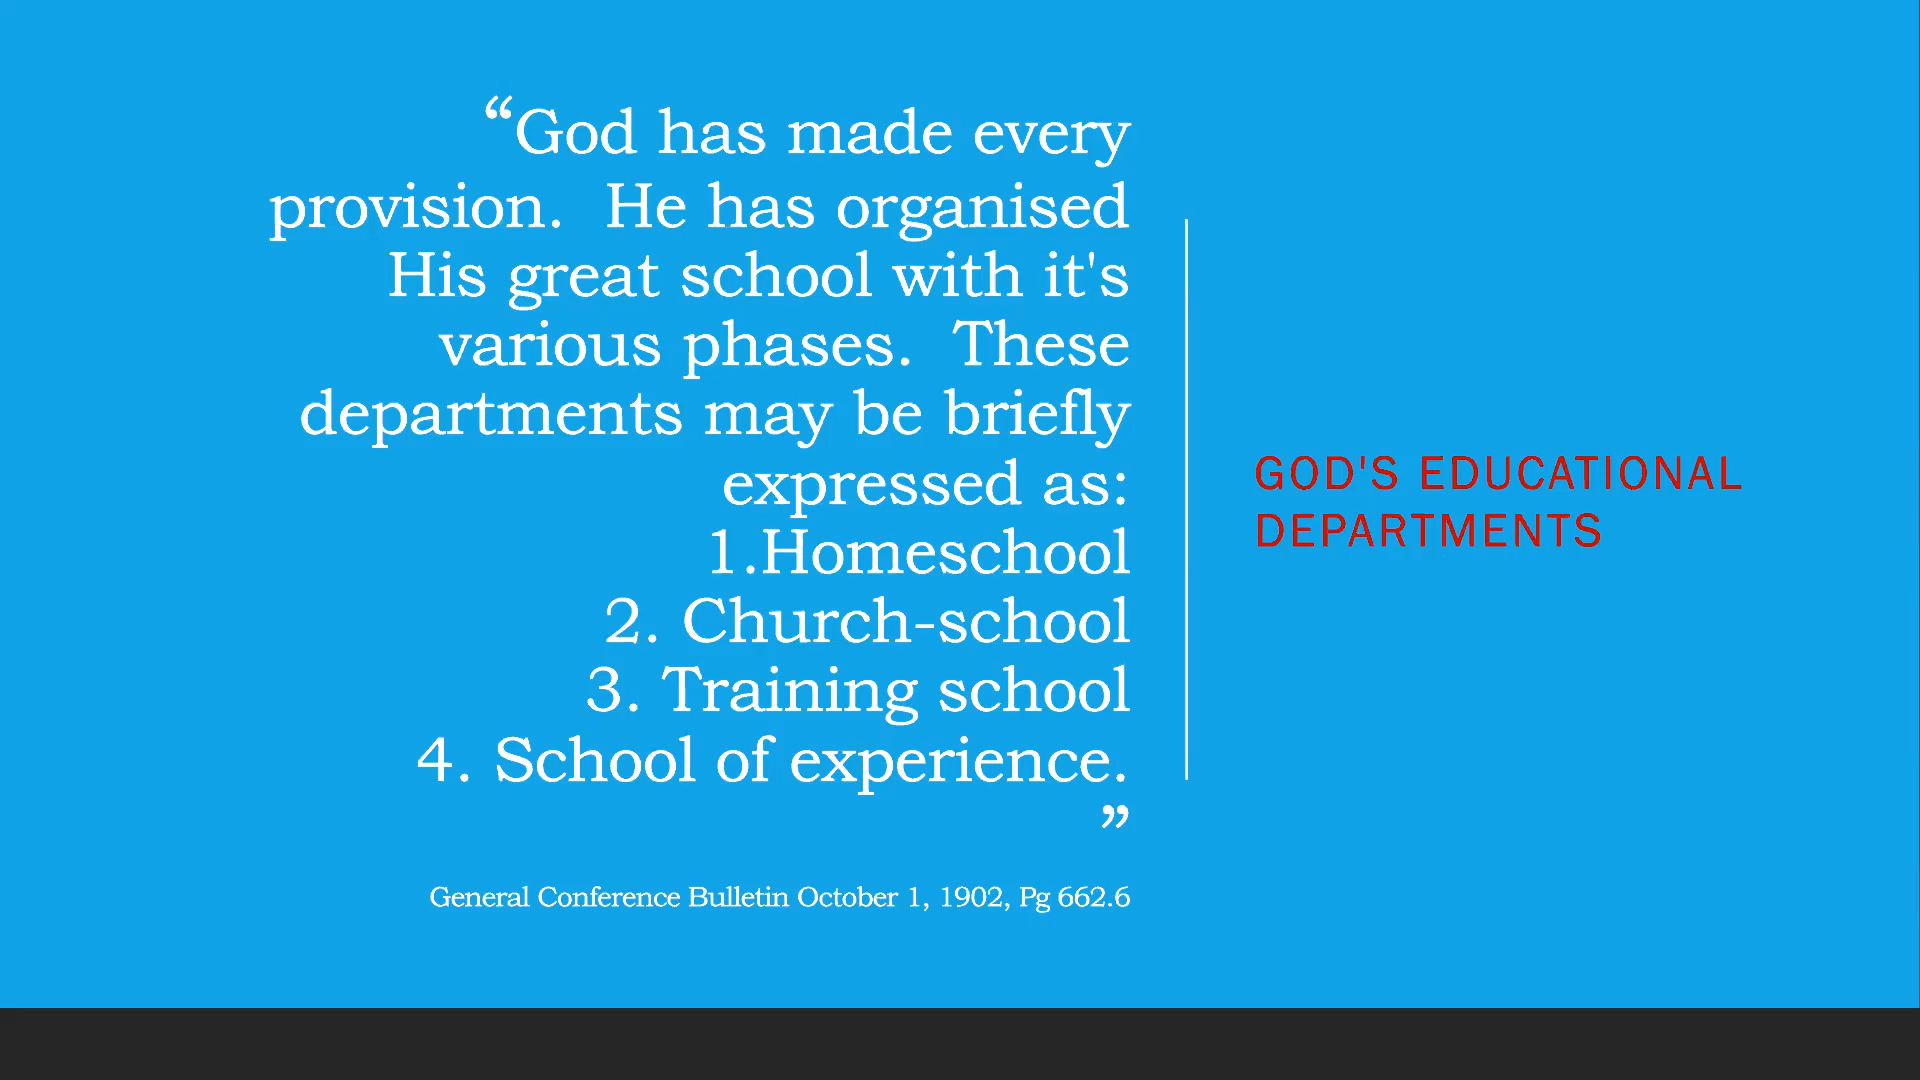 “God has made every
provision.  He has organised
His great school with it's
various phases.  These
departments may be briefly
expressed as:
1.Homeschool
2. Church-school
3. Training school
4. School of experience.
”
General Conference Bulletin October 1, 1902, Pg 662.6
GOD'S EDUCATIONAL
DEPARTMENTS